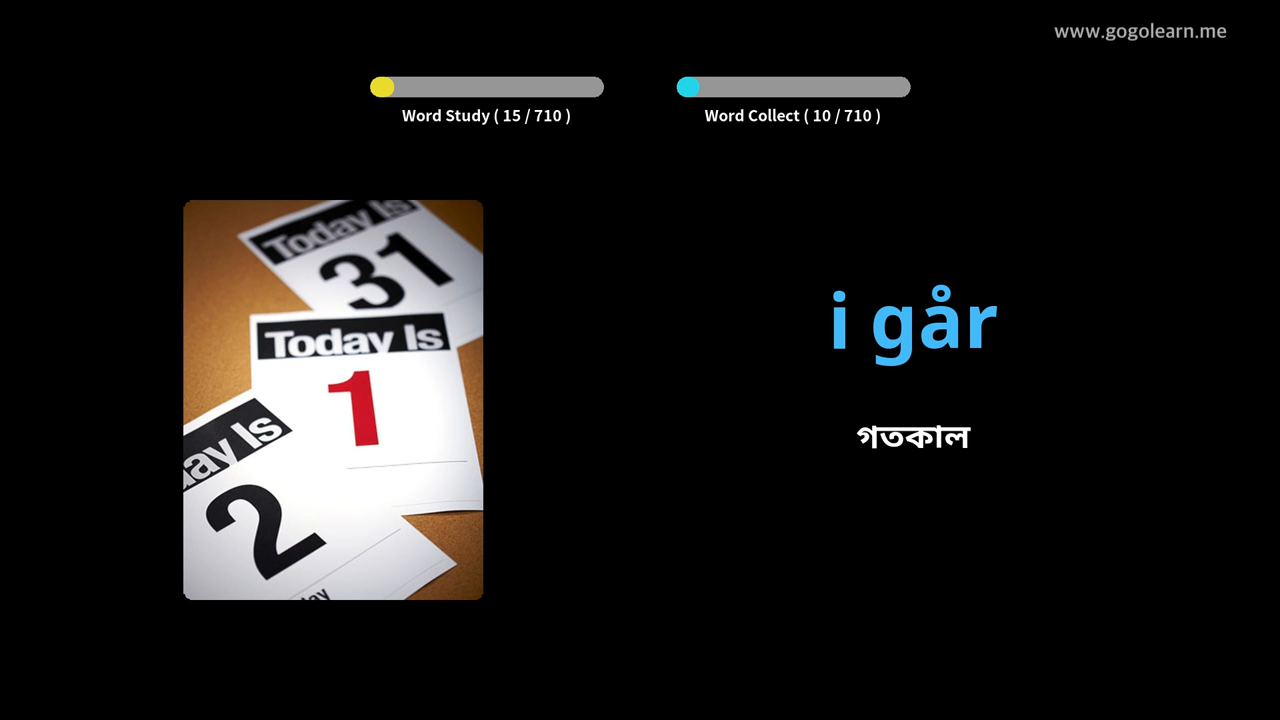 www.gogolearn.me
Word Study ( 15 / 710 )
Word Collect ( 10 / 710 )
Today Is
31
Today Is
1
ay Is
2
ay
i går
গতকাল